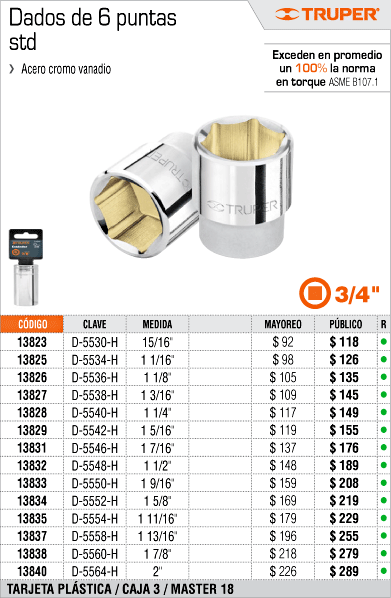 Dados de 6 puntas
std
› Acero cromo vanadio
TRUPER
Exceden en promedio
un 100% la norma
en torque ASME B107.1
TRUPER
TRUPER
3/4"
CÓDIGO CLAVE MEDIDA MAYOREO PÚBLICO R
13823 D-5530-H 15/16" $ 92 $ 118
13825 D-5534-H 1 1/16" $ 98 $ 126
13826 D-5536-H 1 1/8" $ 105 $ 135
13827 D-5538-H 1 3/16" $ 109 $ 145
13828 D-5540-H 1 1/4" $ 117 $ 149
13829 D-5542-H 1 5/16" $ 119 $ 155
13831 D-5546-H 1 7/16" $ 137 $ 176
13832 D-5548-H 1 1/2" $ 148 $ 189
13833 D-5550-H 1 9/16" $ 159 $ 208
13834 D-5552-H 1 5/8" $ 169 $ 219
13835 D-5554-H 1 11/16" $ 179 $ 229
13837 D-5558-H 1 13/16" $ 196 $ 255
13838 D-5560-H 1 7/8" $ 218 $ 279
13840 D-5564-H 2" $ 226 $ 289
TARJETA PLÁSTICA / CAJA 3 / MASTER 18